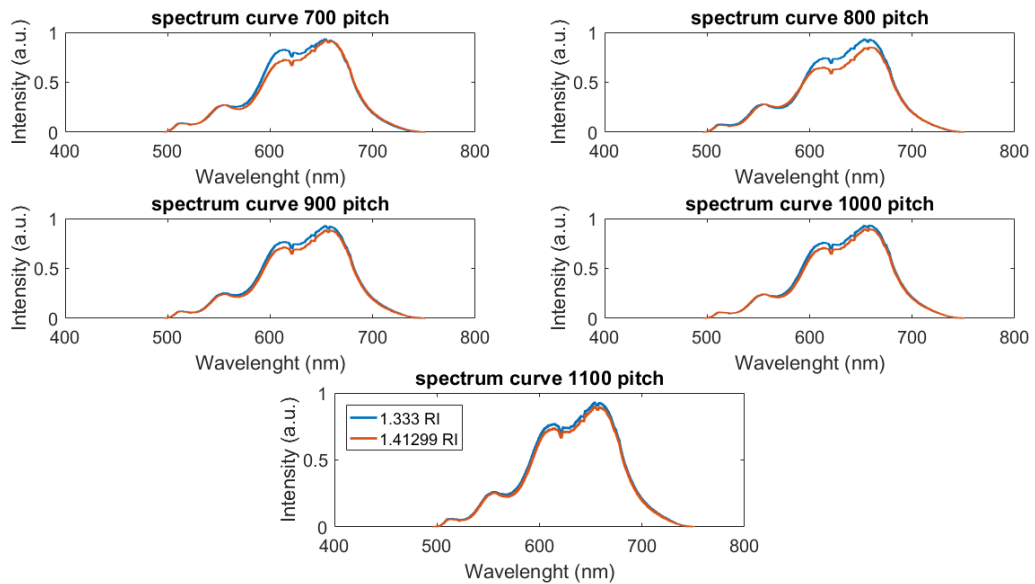 spectrum curve 700 pitch
1
0.5
0
Intensity (a.u.)
400 500 600 700 800
Wavelenght (nm)
spectrum curve 800 pitch
1
0.5
0
Intensity (a.u.)
400 500 600 700 800
Wavelenght (nm)
spectrum curve 900 pitch
1
0.5
0
Intensity (a.u.)
400 500 600 700 800
Wavelenght (nm)
spectrum curve 1000 pitch
1
0.5
0
Intensity (a.u.)
400 500 600 700 800
Wavelenght (nm)
spectrum curve 1100 pitch
1
0.5
0
Intensity (a.u.)
1.333 RI
1.41299 RI
400 500 600 700 800
Wavelenght (nm)